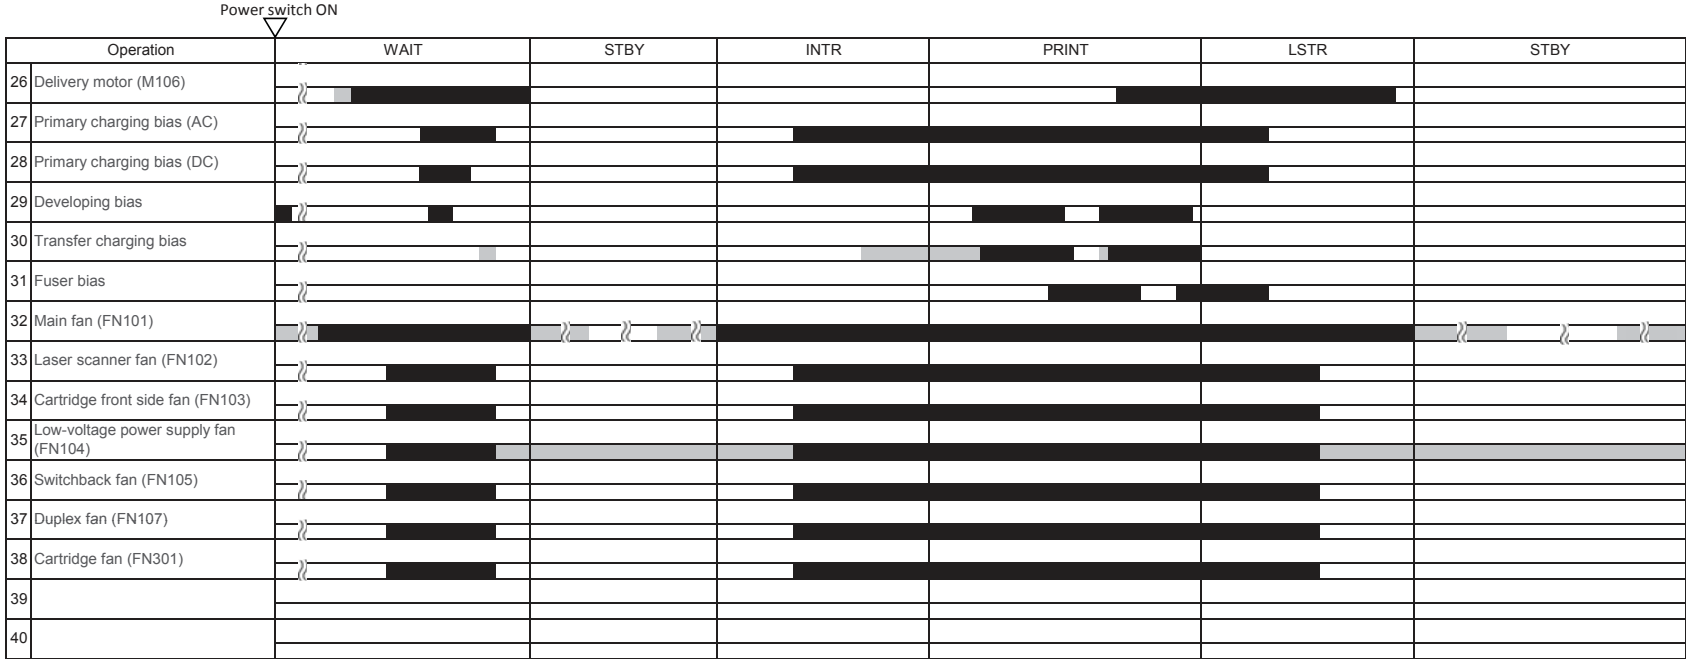 Power switch ON
Operation WAIT STBY INTR PRINT LSTR STBY
26 Delivery motor (M106)
27 Primary charging bias (AC)
28 Primary charging bias (DC)
29 Developing bias
30 Transfer charging bias
31 Fuser bias
32 Main fan (FN101)
33 Laser scanner fan (FN102)
34 Cartridge front side fan (FN103)
35 Low-voltage power supply fan
(FN104)
36 Switchback fan (FN105)
37 Duplex fan (FN107)
38 Cartridge fan (FN301)
39
40